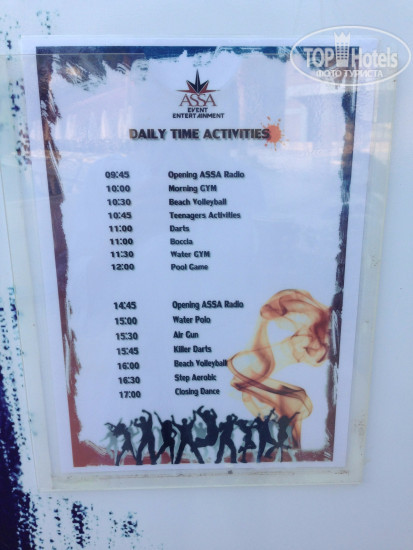 TOP Hotels
ФОТО ТУРИСТА
ASSA
EVENT
ENTERTAINMENT
DAILY TIME ACTIVITIES
09:45 Opening ASSA Radio
10:00 Morning GYM
10:30 Beach Volleyball
10:45 Teenagers Activities
11:00 Darts
11:00 Boccia
11:30 Water GYM
12:00 Pool Game
14:45 Opening ASSA Radio
15:00 Water Polo
15:30 Air Gun
15:45 Killer Darts
16:00 Beach Volleyball
16:30 Step Aerobic
17:00 Closing Dance